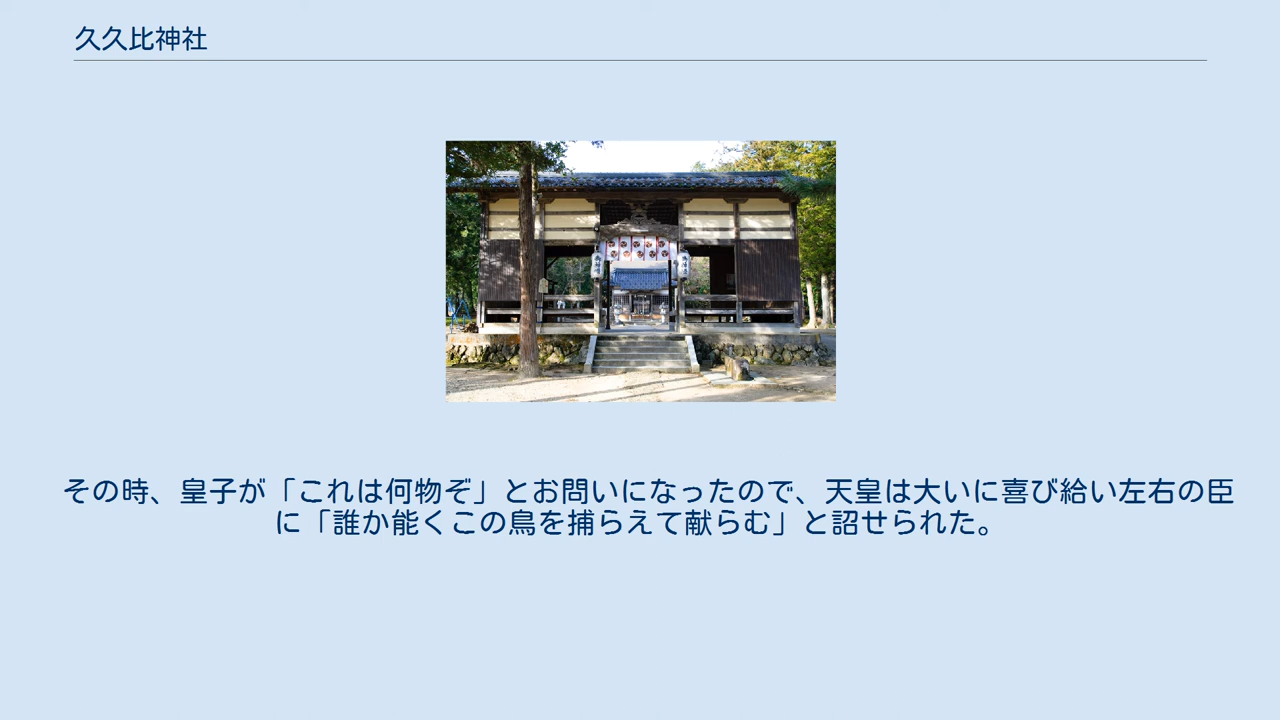 久久比神社
その時、皇子が「これは何物ぞ」とお問いになったので、天皇は大いに喜び給い左右の臣
に「誰か能くこの鳥を捕らえて献らむ」と詔せられた。